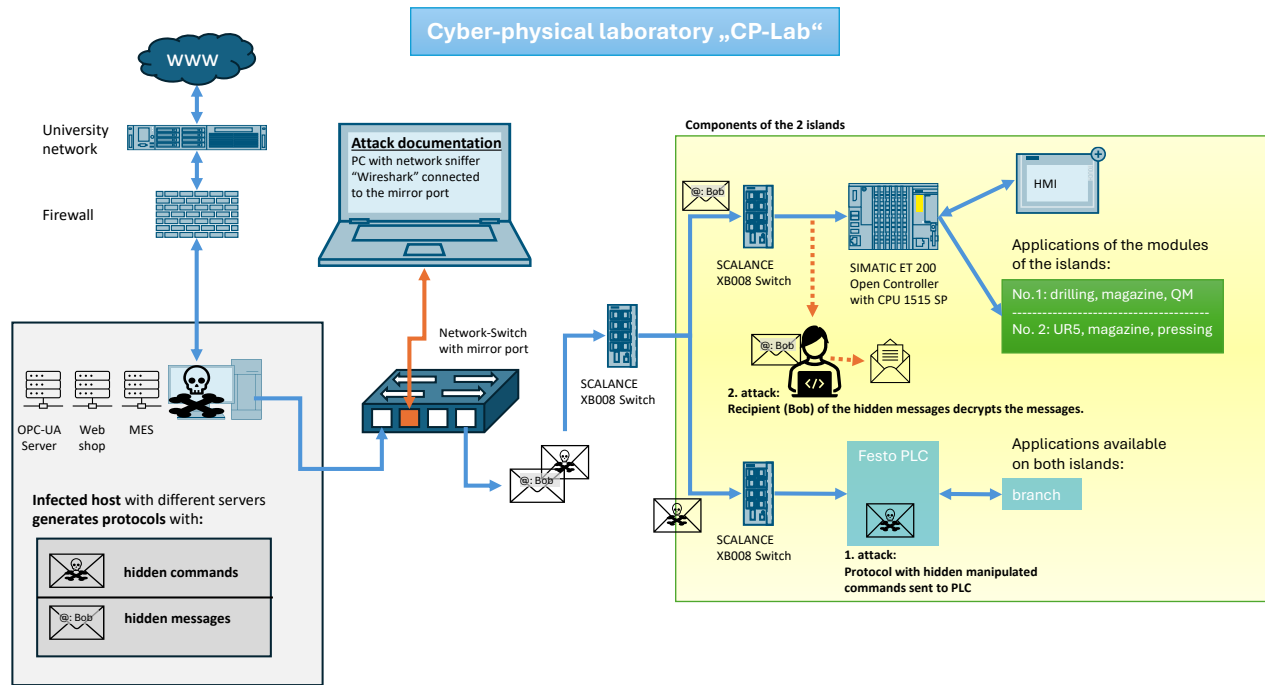 Cyber-physical laboratory „CP-Lab“
WWW
University
network
Firewall
Attack documentation
PC with network sniffer
“Wireshark” connected
to the mirror port
Network-Switch
with mirror port
OPC-UA
Server
Web
shop
MES
Infected host with different servers
generates protocols with:
hidden commands
@: Bob
hidden messages
@: Bob
SCALANCE
XB008 Switch
Components of the 2 islands
@: Bob
SCALANCE
XB008 Switch
SIMATIC ET 200
Open Controller
with CPU 1515 SP
HMI
Applications of the modules
of the islands:
No.1: drilling, magazine, QM
----------------------------------------
No. 2: UR5, magazine, pressing
@: Bob
</>
2. attack:
Recipient (Bob) of the hidden messages decrypts the messages.
SCALANCE
XB008 Switch
Festo PLC
1. attack:
Protocol with hidden manipulated
commands sent to PLC
Applications available
on both islands:
branch